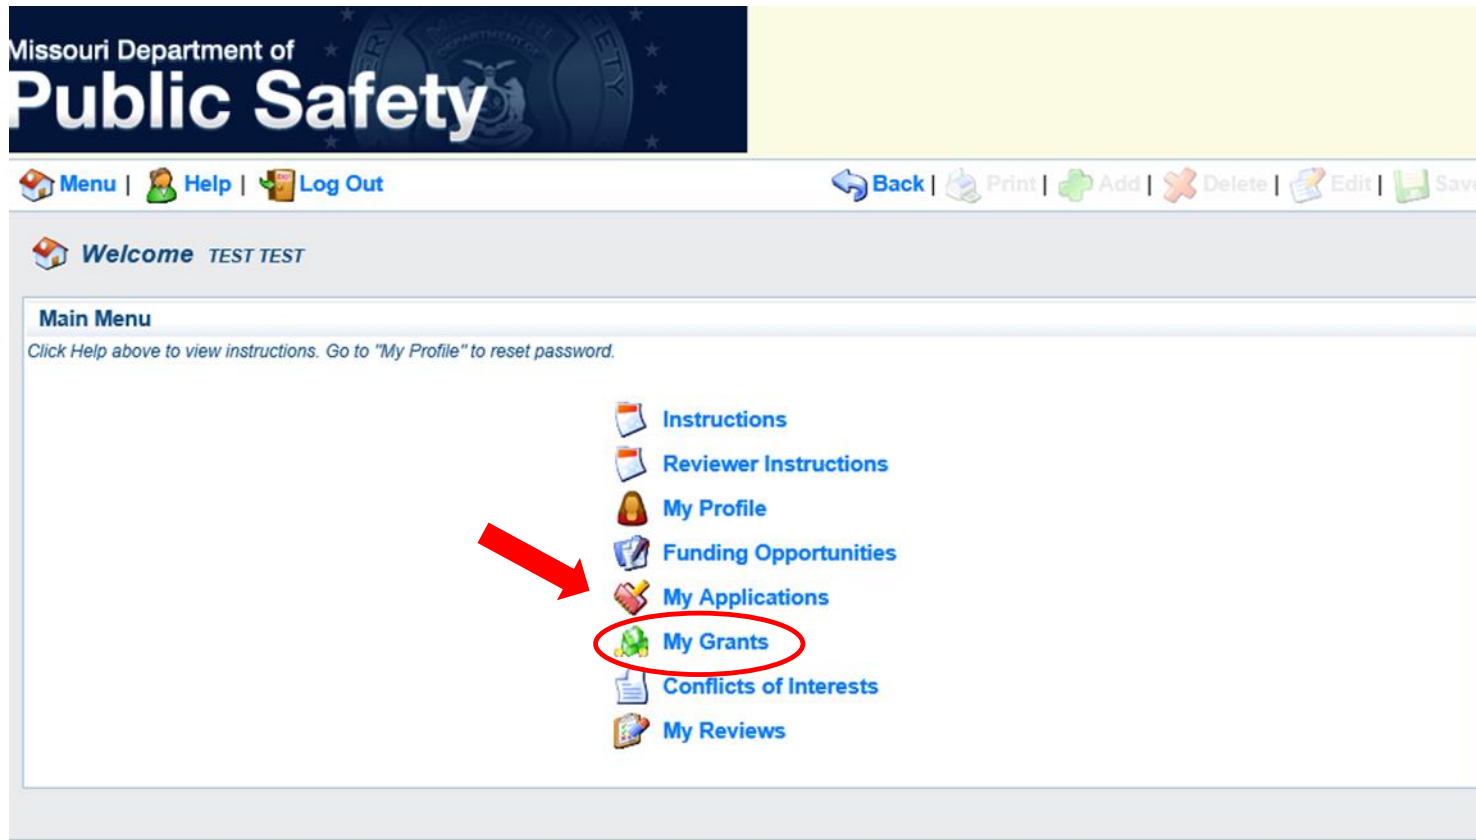 Missouri Department of
Public Safety
Menu | Help | Log Out
Back | Print | Add | Delete | Edit | Save
Welcome TEST TEST
Main Menu
Click Help above to view instructions. Go to "My Profile" to reset password.
Instructions
Reviewer Instructions
My Profile
Funding Opportunities
My Applications
My Grants
Conflicts of Interests
My Reviews